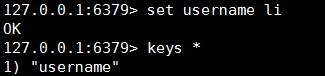 127.0.0.1:6379> set username li
OK
127.0.0.1:6379> keys *
1) "username"